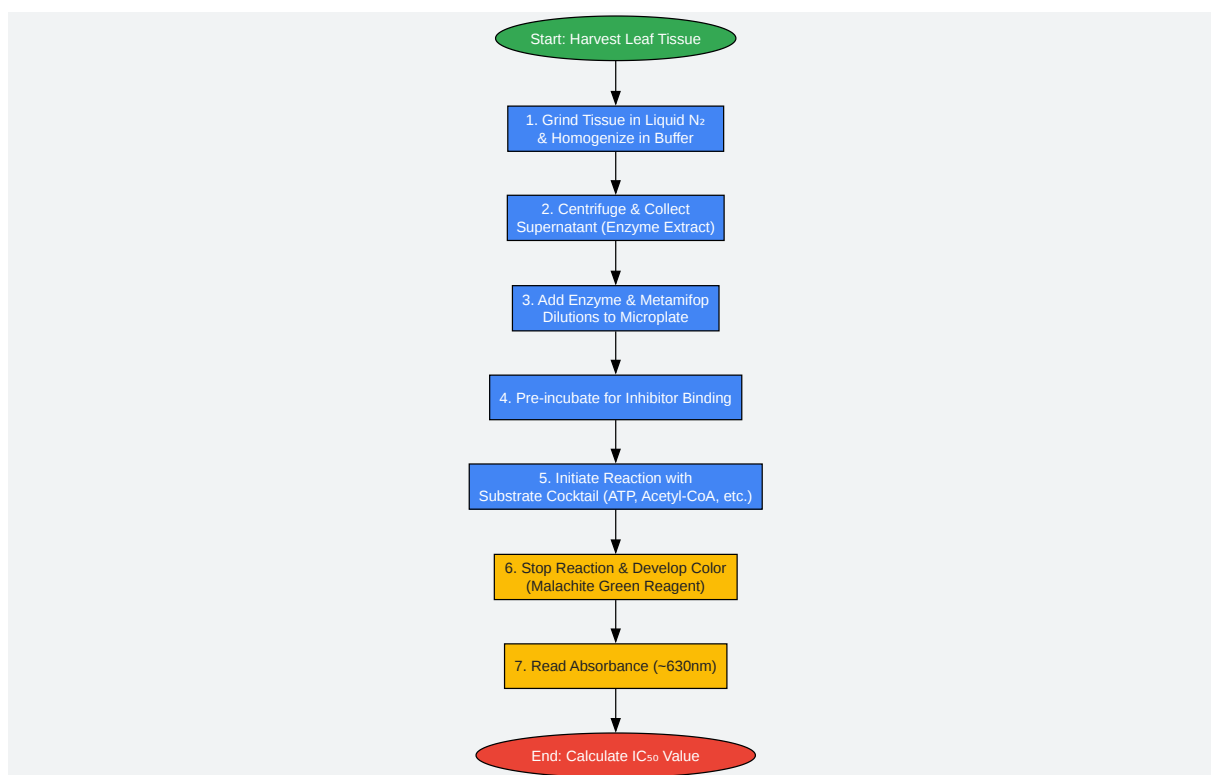 Start: Harvest Leaf Tissue
1. Grind Tissue in Liquid N₂
& Homogenize in Buffer
2. Centrifuge & Collect
Supernatant (Enzyme Extract)
3. Add Enzyme & Metamifop
Dilutions to Microplate
4. Pre-incubate for Inhibitor Binding
5. Initiate Reaction with
Substrate Cocktail (ATP, Acetyl-CoA, etc.)
6. Stop Reaction & Develop Color
(Malachite Green Reagent)
7. Read Absorbance (~630nm)
End: Calculate IC₅₀ Value